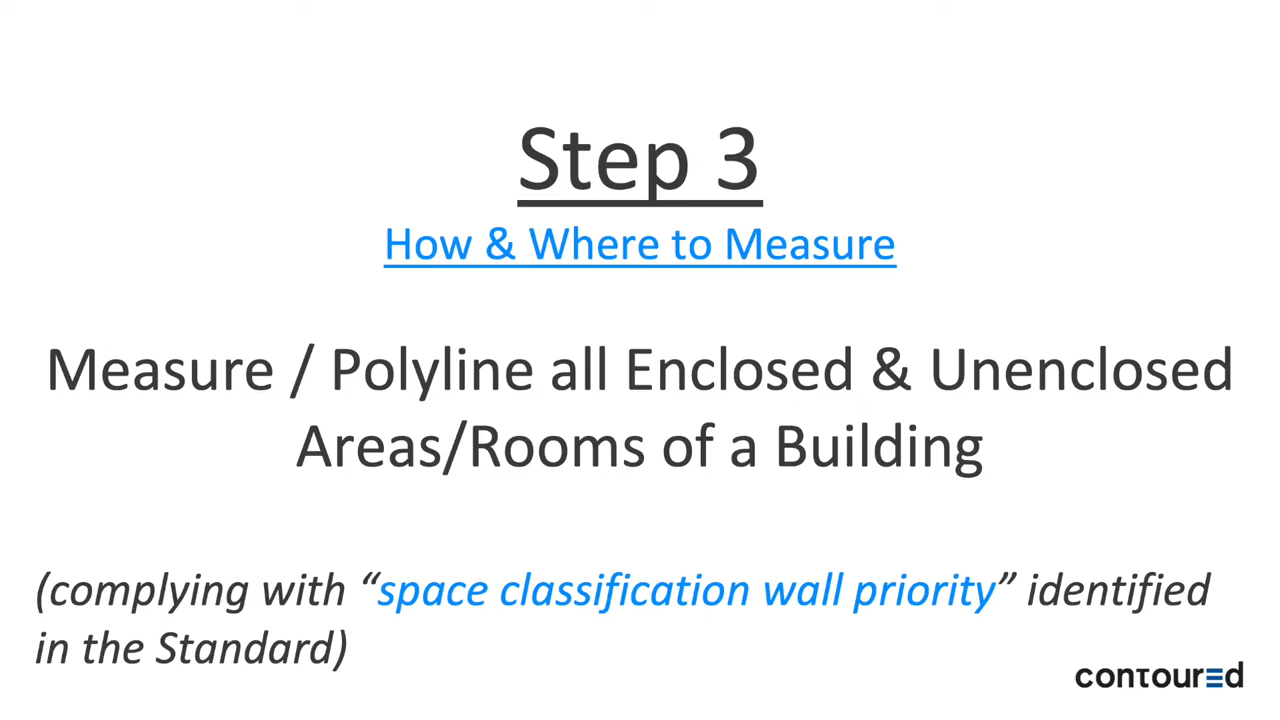 Step 3
How & Where to Measure
Measure / Polyline all Enclosed & Unenclosed
Areas/Rooms of a Building
(complying with “space classification wall priority” identified
in the Standard)
contoured